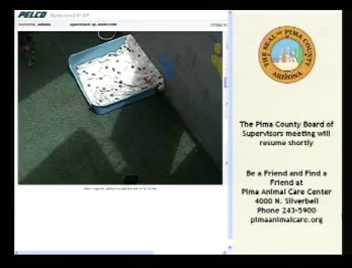 PELCO
THE SEAL OF PIMA COUNTY
ARIZONA
The Pima County Board of
Supervisors meeting will
resume shortly
Be a Friend and Find a
Friend at
Pima Animal Care Center
4000 N. Silverbell
Phone 243-5900
pimaanimalcare.org